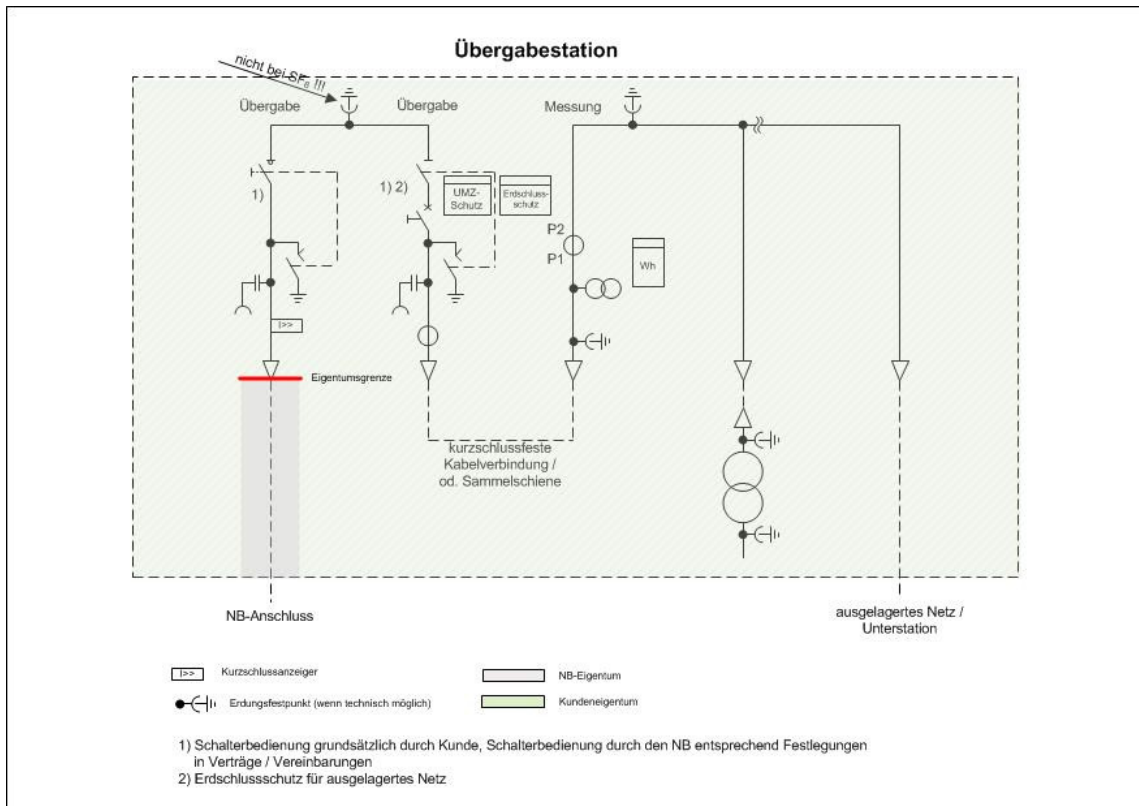 Übergabestation
nicht bei SF₆ !!!
Übergabe
Übergabe
Messung
1)
1) 2)
UMZ-
Schutz
Erdschluss-
schutz
P2
P1
Wh
I>>
Eigentumsgrenze
kurzschlussfeste
Kabelverbindung /
od. Sammelschiene
NB-Anschluss
ausgelagertes Netz /
Unterstation
I>>
Kurzschlussanzeiger
NB-Eigentum
Erdungsfestpunkt (wenn technisch möglich)
Kundeneigentum
1) Schalterbedienung grundsätzlich durch Kunde, Schalterbedienung durch den NB entsprechend Festlegungen
in Verträge / Vereinbarungen
2) Erdschlussschutz für ausgelagertes Netz